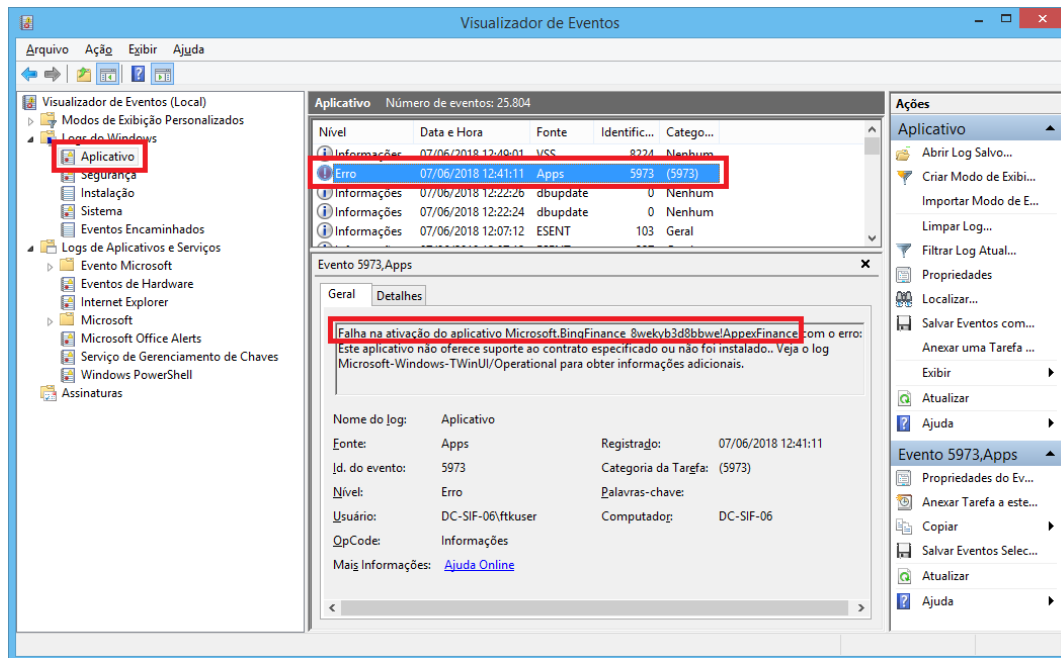 Visualizador de Eventos
Arquivo Ação Exibir Ajuda
Visualizador de Eventos (Local)
Modos de Exibição Personalizados
Logs do Windows
Aplicativo
Segurança
Instalação
Sistema
Eventos Encaminhados
Logs de Aplicativos e Serviços
Evento Microsoft
Eventos de Hardware
Internet Explorer
Microsoft
Microsoft Office Alerts
Serviço de Gerenciamento de Chaves
Windows PowerShell
Assinaturas
Aplicativo Número de eventos: 25.804
Nível Data e Hora Fonte Identific... Catego...
Informações 07/06/2018 12:49:01 VSS 8224 Nenhum
Erro 07/06/2018 12:41:11 Apps 5973 (5973)
Informações 07/06/2018 12:22:26 dbupdate 0 Nenhum
Informações 07/06/2018 12:22:24 dbupdate 0 Nenhum
Informações 07/06/2018 12:07:12 ESENT 103 Geral
Evento 5973,Apps
Geral Detalhes
Falha na ativação do aplicativo Microsoft.BingFinance_8wekyb3d8bbwe!AppexFinance com o erro:
Este aplicativo não oferece suporte ao contrato especificado ou não foi instalado.. Veja o log
Microsoft-Windows-TWinUI/Operational para obter informações adicionais.
Nome do log: Aplicativo
Fonte: Apps Registrado: 07/06/2018 12:41:11
Id. do evento: 5973 Categoria da Tarefa: (5973)
Nível: Erro Palavras-chave:
Usuário: DC-SIF-06\ftkuser Computador: DC-SIF-06
OpCode: Informações
Mais Informações: Ajuda Online
Ações
Aplicativo
Abrir Log Salvo...
Criar Modo de Exibi...
Importar Modo de E...
Limpar Log...
Filtrar Log Atual...
Propriedades
Localizar...
Salvar Eventos com...
Anexar uma Tarefa ...
Exibir
Atualizar
Ajuda
Evento 5973,Apps
Propriedades do Ev...
Anexar Tarefa a este...
Copiar
Salvar Eventos Selec...
Atualizar
Ajuda